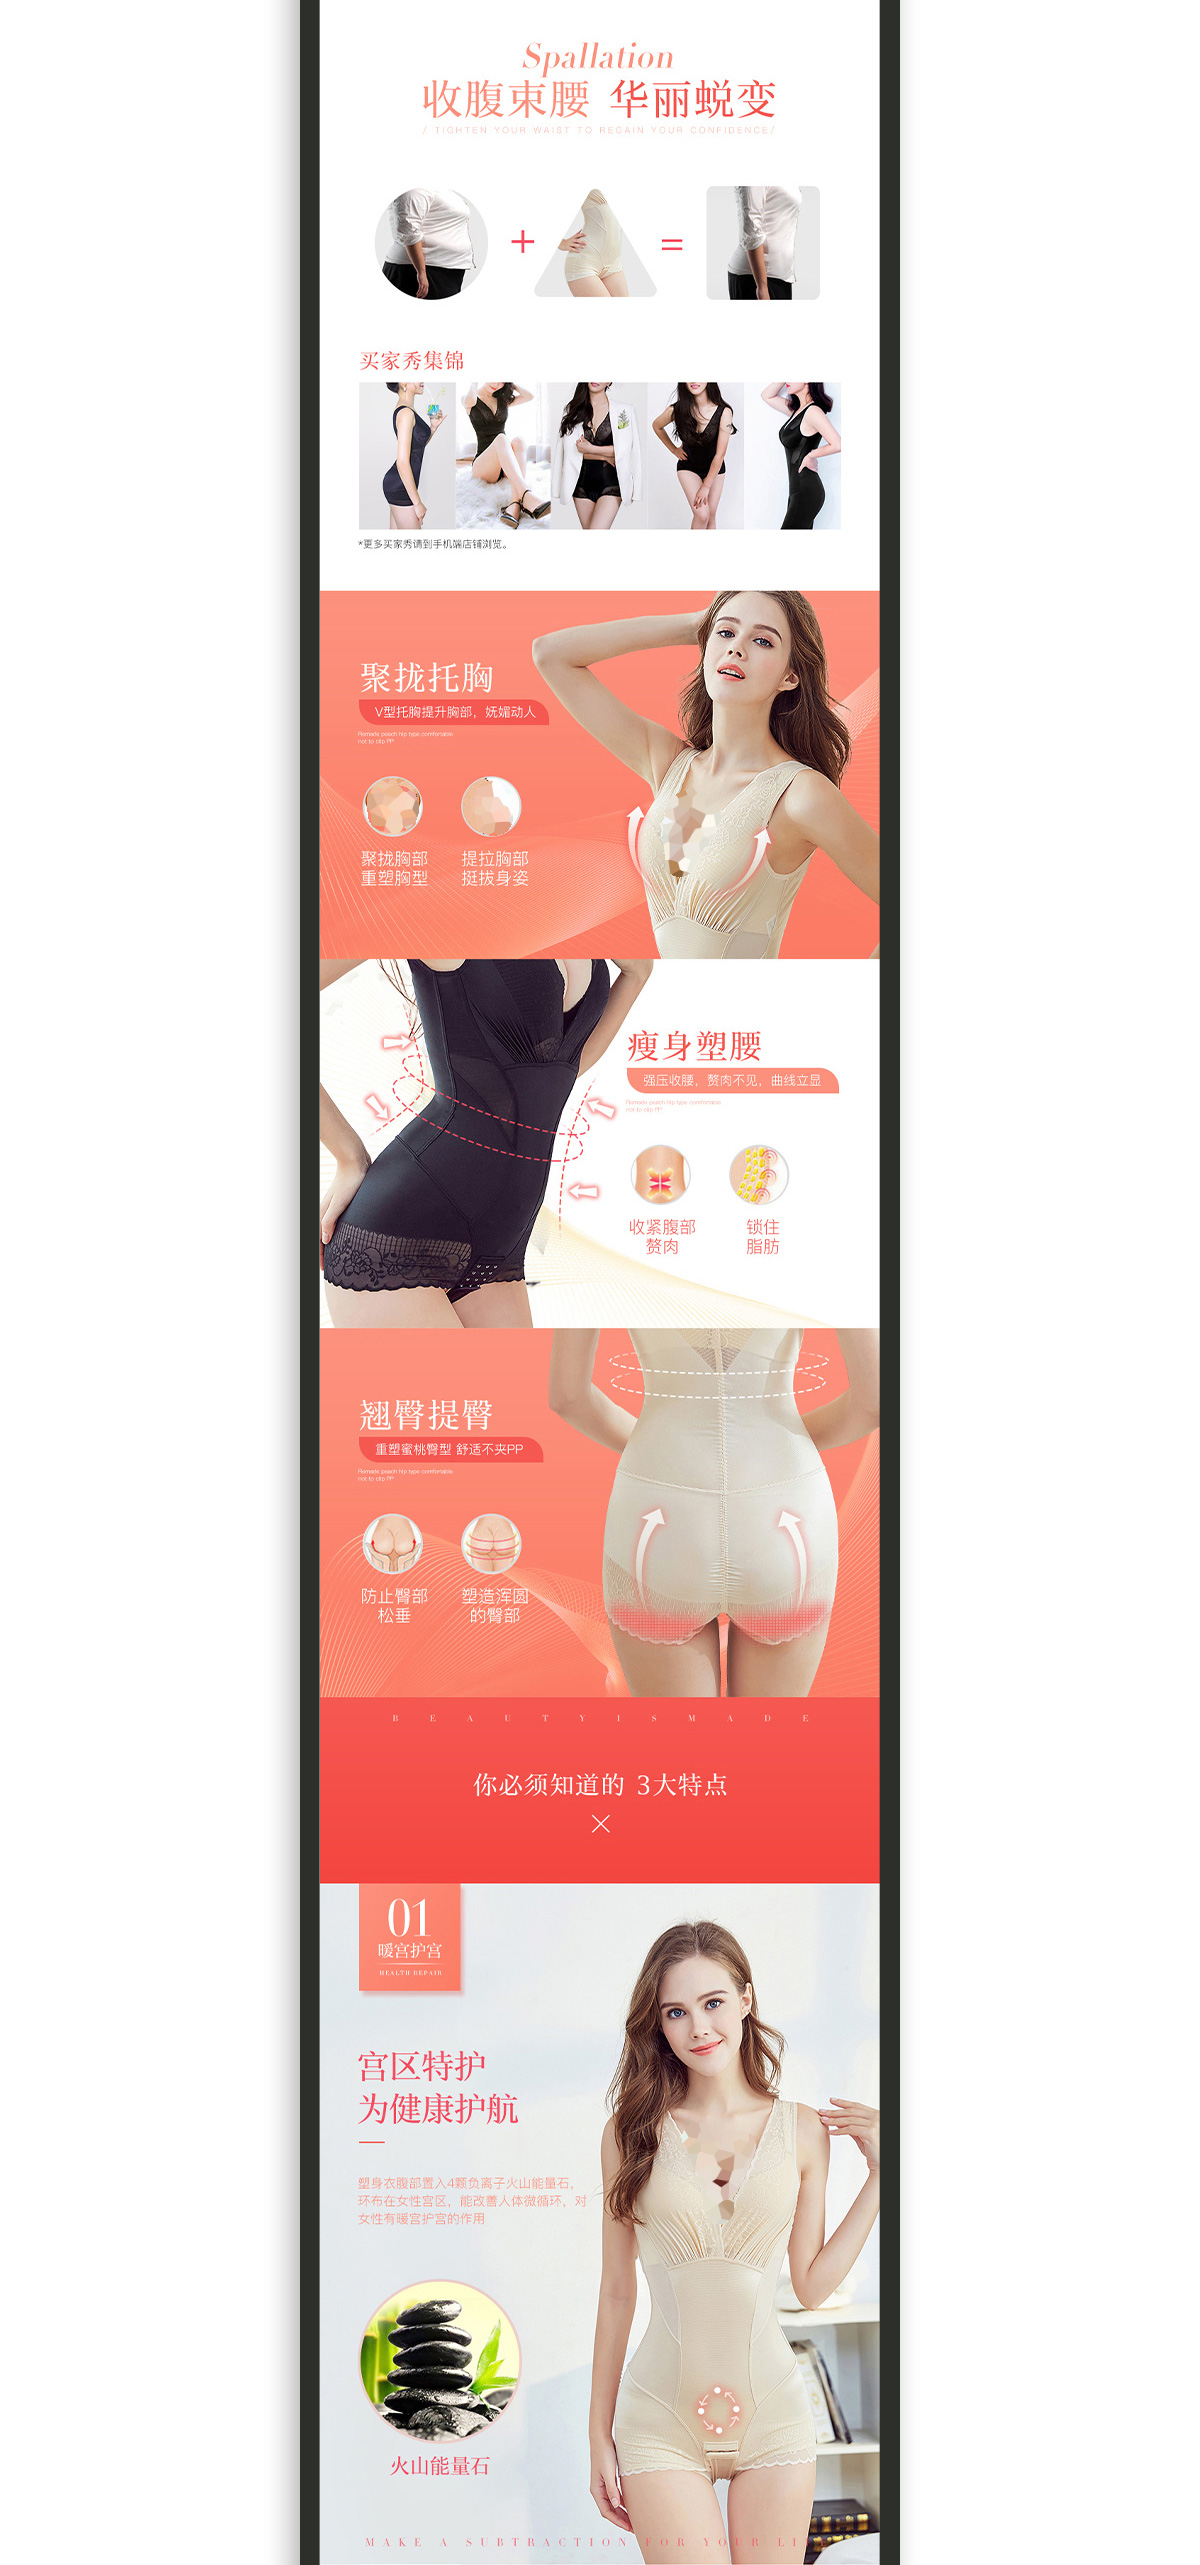 Spallation
收腹束腰 华丽蜕变
/ TIGHTEN YOUR WAIST TO REGAIN YOUR CONFIDENCE/
买家秀集锦
*更多买家秀请到手机端店铺浏览。
聚拢托胸
V型托胸提升胸部，妩媚动人
Remade peach hip type comfortable
not to clip PP
聚拢胸部
重塑胸型
提拉胸部
挺拔身姿
瘦身塑腰
强压收腰，赘肉不见，曲线立显
Remade peach hip type comfortable
not to clip PP
收紧腹部
赘肉
锁住
脂肪
翘臀提臀
重塑蜜桃臀型 舒适不夹PP
Remade peach hip type comfortable
not to clip PP
防止臀部
松垂
塑造浑圆
的臀部
BEAUTYISMADE
你必须知道的 3大特点
01
暖宫护宫
HEALTH REPAIR
宫区特护
为健康护航
塑身衣腹部置入4颗负离子火山能量石，
环布在女性宫区，能改善人体微循环，对
女性有暖宫护宫的作用
火山能量石
MAKE A SUBTRACTION FOR YOUR LI